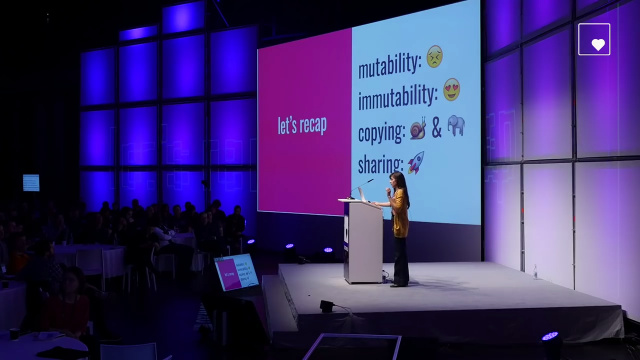 let's recap
mutability: 😣
immutability: 😍
copying: 🐌 & 🐘
sharing: 🚀